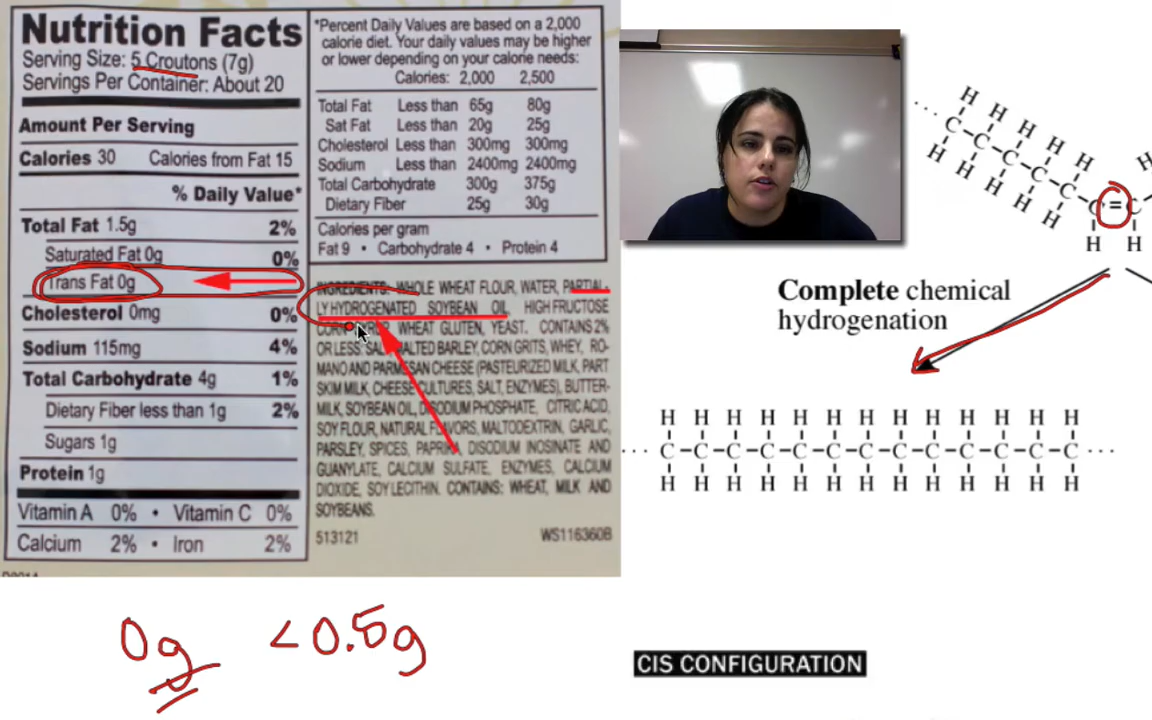 Nutrition Facts
Serving Size: 5 Croutons (7g)
Servings Per Container: About 20
Amount Per Serving
Calories 30 Calories from Fat 15
% Daily Value*
Total Fat 1.5g 2%
Saturated Fat 0g 0%
Trans Fat 0g
Cholesterol 0mg 0%
Sodium 115mg 4%
Total Carbohydrate 4g 1%
Dietary Fiber less than 1g 2%
Sugars 1g
Protein 1g
Vitamin A 0% • Vitamin C 0%
Calcium 2% • Iron 2%
*Percent Daily Values are based on a 2,000
calorie diet. Your daily values may be higher
or lower depending on your calorie needs:
Calories: 2,000 2,500
Total Fat Less than 65g 80g
Sat Fat Less than 20g 25g
Cholesterol Less than 300mg 300mg
Sodium Less than 2400mg 2400mg
Total Carbohydrate 300g 375g
Dietary Fiber 25g 30g
Calories per gram
Fat 9 • Carbohydrate 4 • Protein 4
INGREDIENTS: WHOLE WHEAT FLOUR, WATER, PARTIAL-
LY HYDROGENATED SOYBEAN OIL, HIGH FRUCTOSE
CORN SYRUP, WHEAT GLUTEN, YEAST. CONTAINS 2%
OR LESS: SALT, MALTED BARLEY, CORN GRITS, WHEY, RO-
MANO AND PARMESAN CHEESE (PASTEURIZED MILK, PART
SKIM MILK, CHEESE CULTURES, SALT, ENZYMES), BUTTER-
MILK, SOYBEAN OIL, DISODIUM PHOSPHATE, CITRIC ACID,
SOY FLOUR, NATURAL FLAVORS, MALTODEXTRIN, GARLIC,
PARSLEY, SPICES, PAPRIKA, DISODIUM INOSINATE AND
GUANYLATE, CALCIUM SULFATE, ENZYMES, CALCIUM
DIOXIDE, SOY LECITHIN. CONTAINS: WHEAT, MILK AND
SOYBEANS.
513121 WS116360B
0g <0.5g
H H H H H H
C C C C C C = C
H H H H H H H
Complete chemical
hydrogenation
H H H H H H H H H H H H H
··· C–C–C–C–C–C–C–C–C–C–C–C–C ···
H H H H H H H H H H H H H
CIS CONFIGURATION